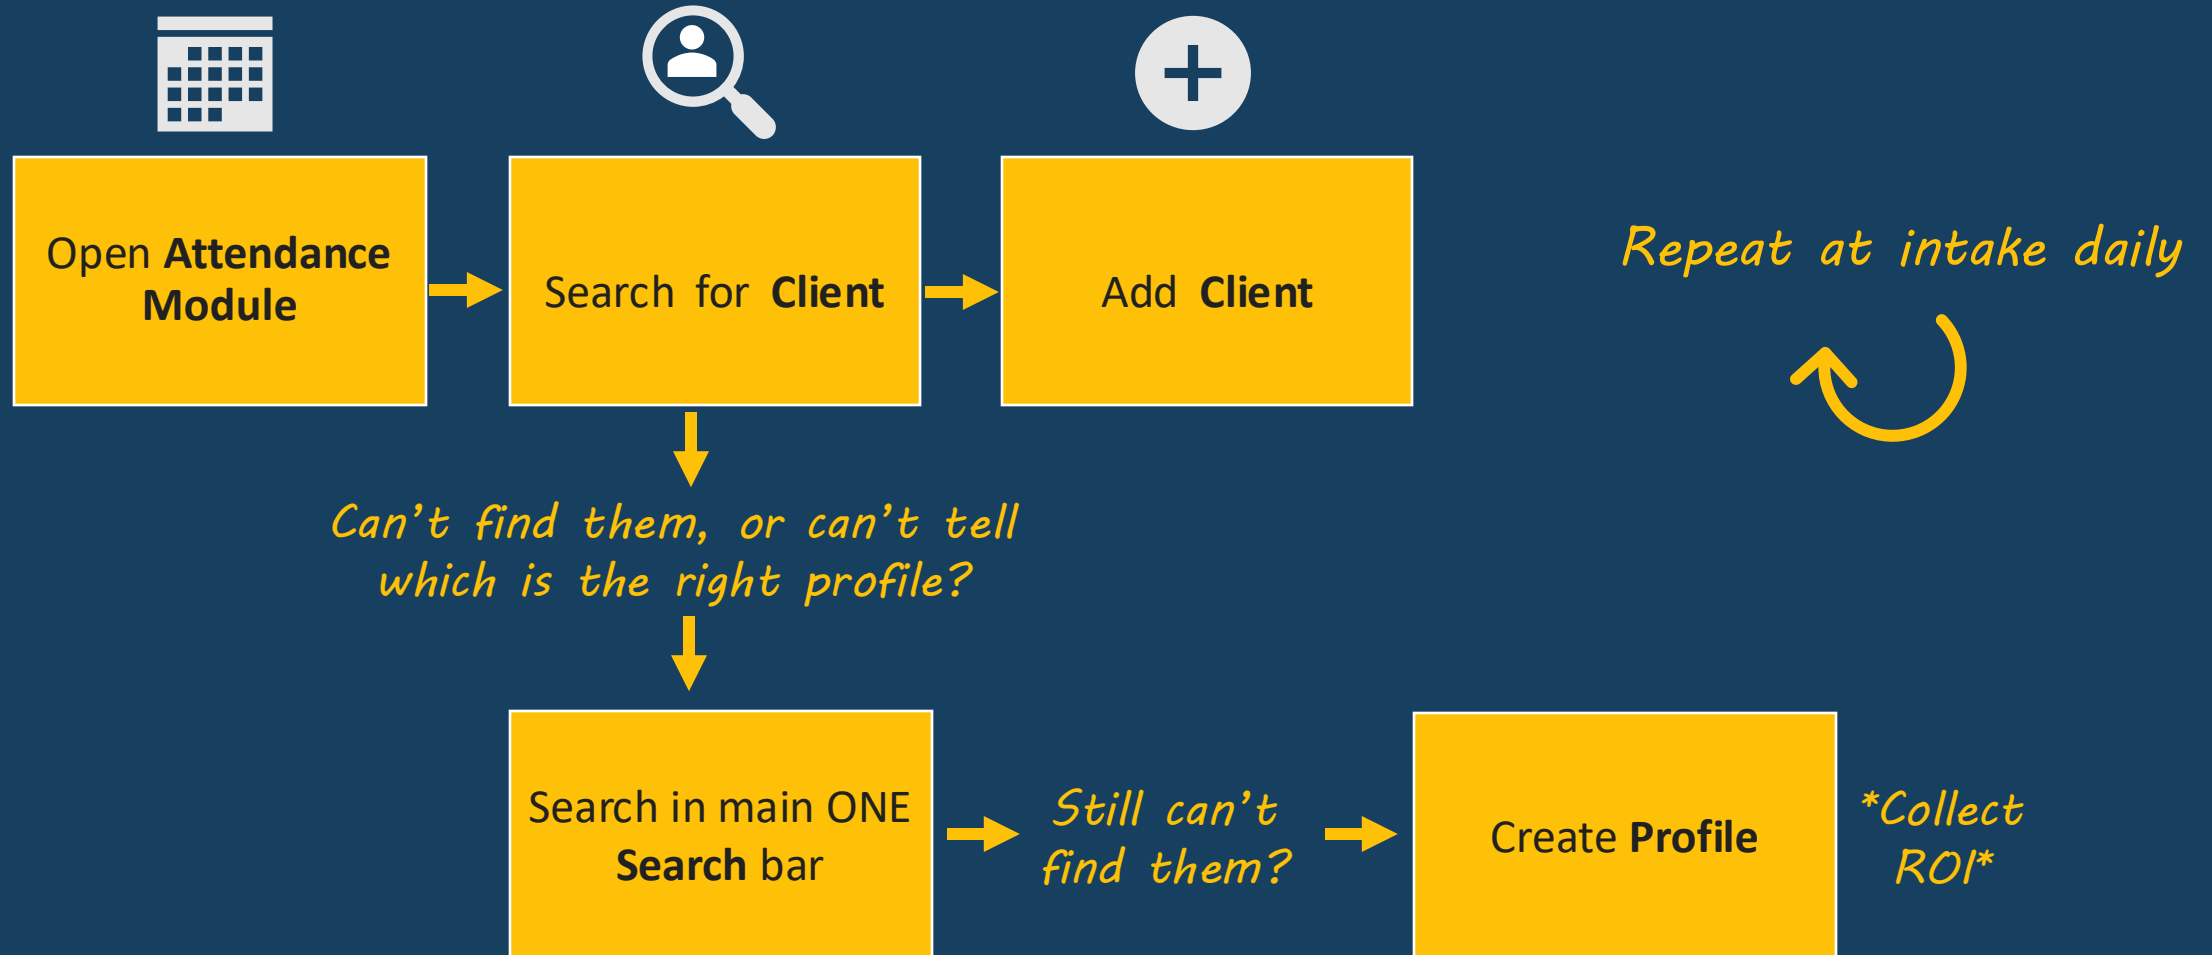 Open Attendance
Module
Search for Client
Add Client
Repeat at intake daily
Can't find them, or can't tell
which is the right profile?
Search in main ONE
Search bar
Still can't
find them?
Create Profile
*Collect
ROI*